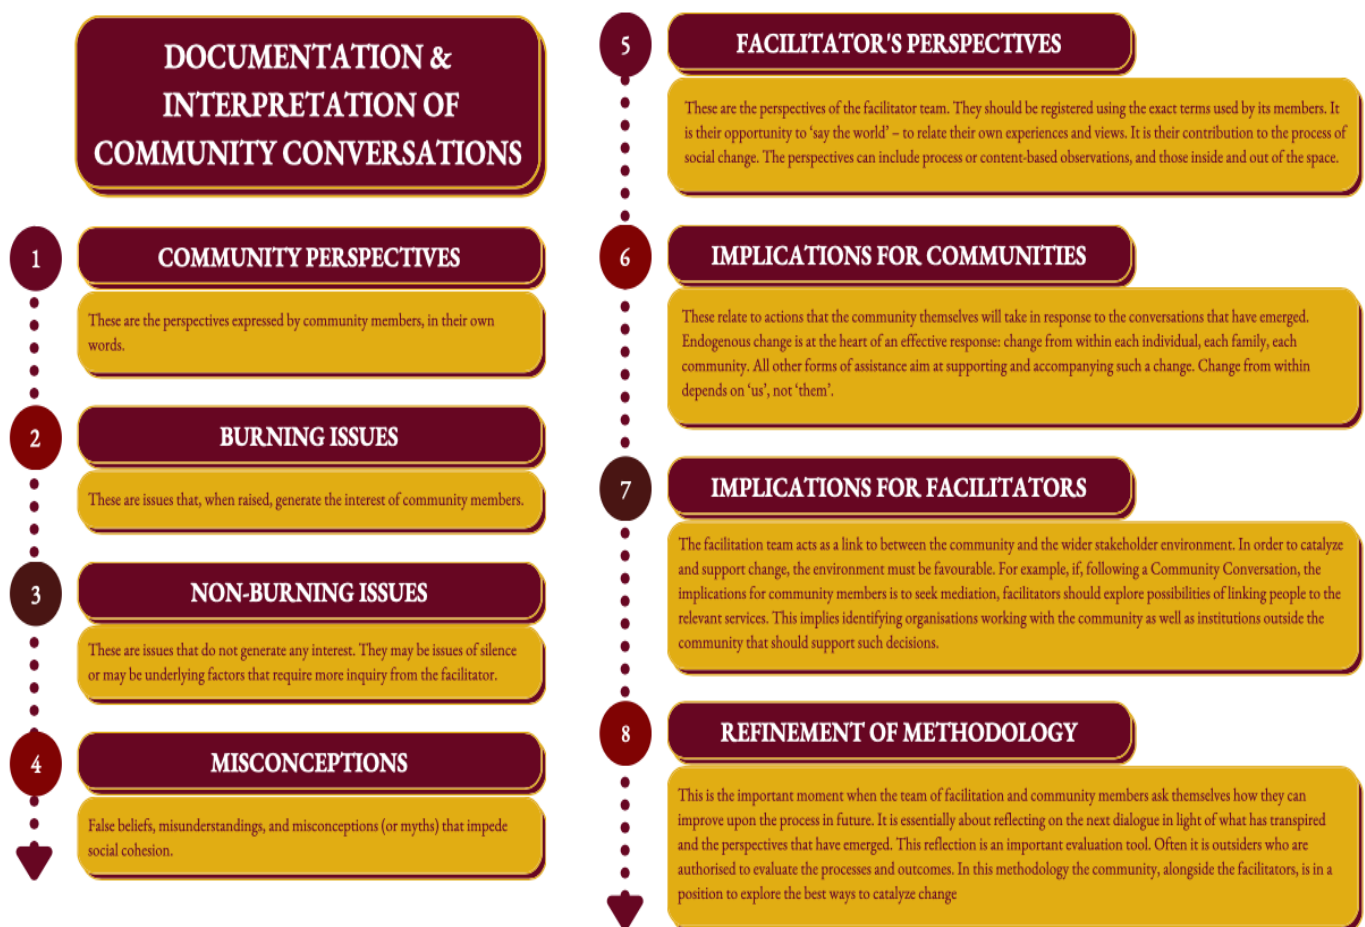 DOCUMENTATION &
INTERPRETATION OF
COMMUNITY CONVERSATIONS
1
COMMUNITY PERSPECTIVES
These are the perspectives expressed by community members, in their own
words.
2
BURNING ISSUES
These are issues that, when raised, generate the interest of community members.
3
NON-BURNING ISSUES
These are issues that do not generate any interest. They may be issues of silence
or may be underlying factors that require more inquiry from the facilitator.
4
MISCONCEPTIONS
False beliefs, misunderstandings, and misconceptions (or myths) that impede
social cohesion.
5
FACILITATOR'S PERSPECTIVES
These are the perspectives of the facilitator team. They should be registered using the exact terms used by its members. It
is their opportunity to ‘say the world’ – to relate their own experiences and views. It is their contribution to the process of
social change. The perspectives can include process or content-based observations, and those inside and out of the space.
6
IMPLICATIONS FOR COMMUNITIES
These relate to actions that the community themselves will take in response to the conversations that have emerged.
Endogenous change is at the heart of an effective response: change from within each individual, each family, each
community. All other forms of assistance aim at supporting and accompanying such a change. Change from within
depends on ‘us’, not ‘them’.
7
IMPLICATIONS FOR FACILITATORS
The facilitation team acts as a link to between the community and the wider stakeholder environment. In order to catalyze
and support change, the environment must be favourable. For example, if, following a Community Conversation, the
implications for community members is to seek mediation, facilitators should explore possibilities of linking people to the
relevant services. This implies identifying organisations working with the community as well as institutions outside the
community that should support such decisions.
8
REFINEMENT OF METHODOLOGY
This is the important moment when the team of facilitation and community members ask themselves how they can
improve upon the process in future. It is essentially about reflecting on the next dialogue in light of what has transpired
and the perspectives that have emerged. This reflection is an important evaluation tool. Often it is outsiders who are
authorised to evaluate the processes and outcomes. In this methodology the community, alongside the facilitators, is in a
position to explore the best ways to catalyze change